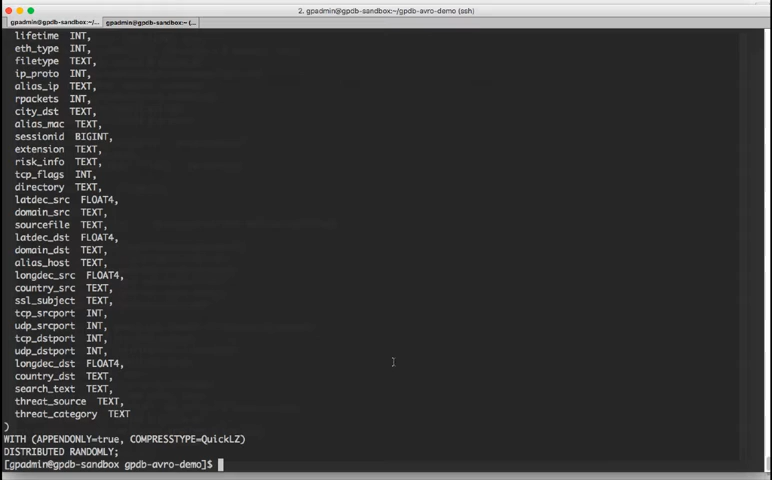 2. gpadmin@gpdb-sandbox:~/gpdb-avro-demo (ssh)
gpadmin@gpdb-sandbox:~/... gpadmin@gpdb-sandbox:~ (...
lifetime INT,
eth_type INT,
filetype TEXT,
ip_proto INT,
alias_ip TEXT,
rpackets INT,
city_dst TEXT,
alias_mac TEXT,
sessionid BIGINT,
extension TEXT,
risk_info TEXT,
tcp_flags INT,
directory TEXT,
latdec_src FLOAT4,
domain_src TEXT,
sourcefile TEXT,
latdec_dst FLOAT4,
domain_dst TEXT,
alias_host TEXT,
longdec_src FLOAT4,
country_src TEXT,
ssl_subject TEXT,
tcp_srcport INT,
udp_srcport INT,
tcp_dstport INT,
udp_dstport INT,
longdec_dst FLOAT4,
country_dst TEXT,
search_text TEXT,
threat_source TEXT,
threat_category TEXT
)
WITH (APPENDONLY=true, COMPRESSTYPE=QuickLZ)
DISTRIBUTED RANDOMLY;
[gpadmin@gpdb-sandbox gpdb-avro-demo]$